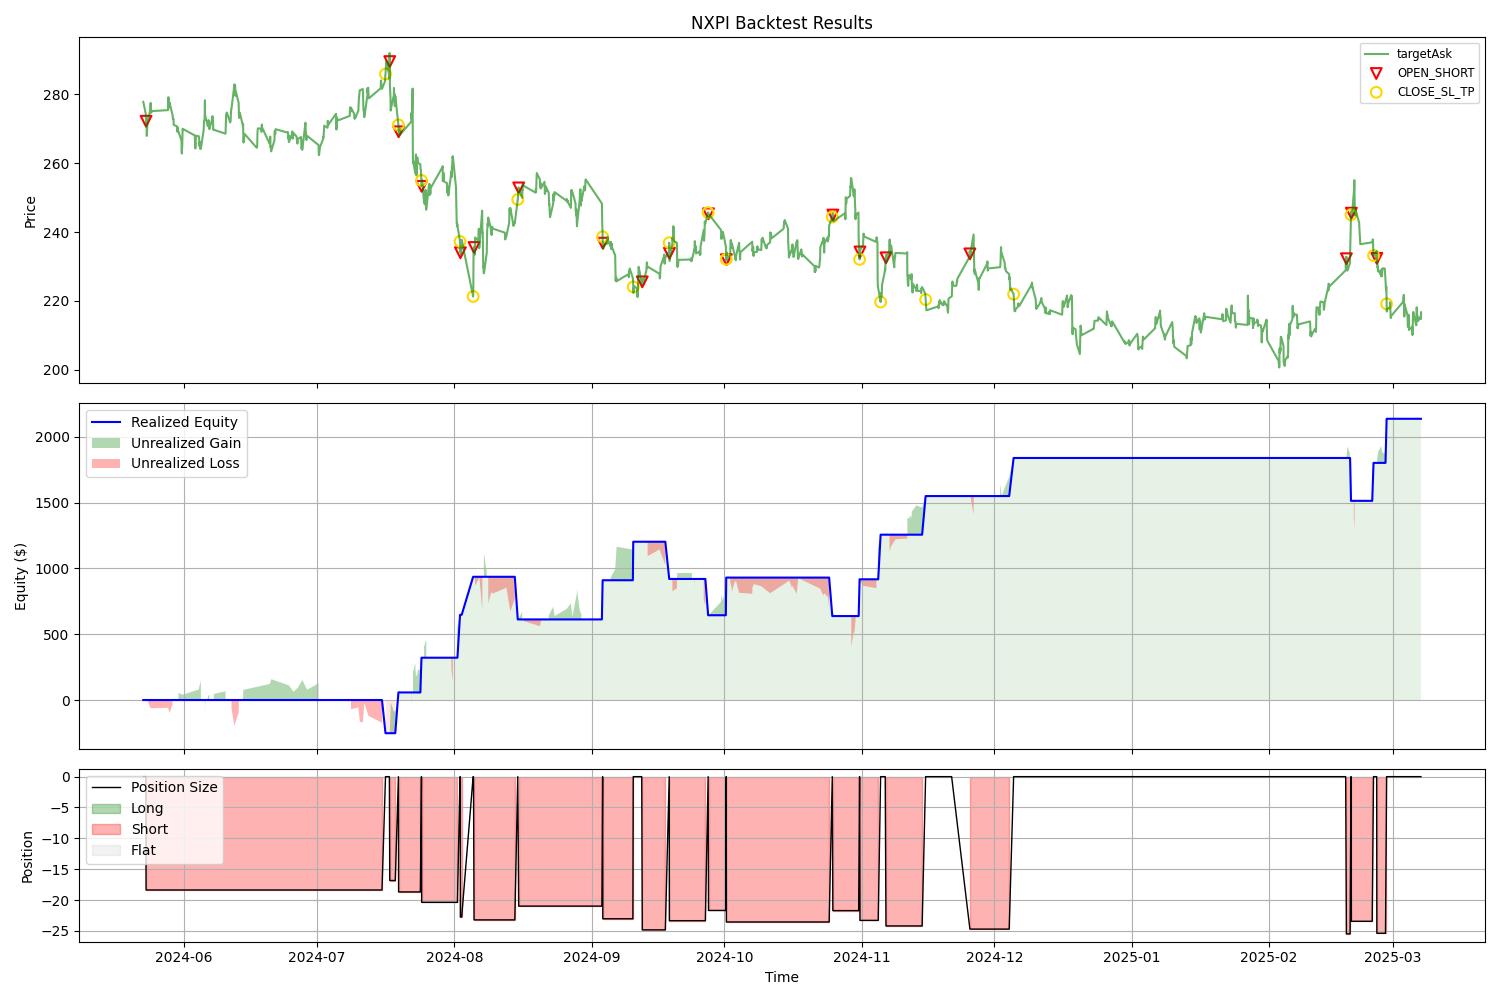 NXPI Backtest Results
targetAsk
OPEN_SHORT
CLOSE_SL_TP
Price
280
260
240
220
200
Realized Equity
Unrealized Gain
Unrealized Loss
Equity ($)
2000
1500
1000
500
0
Position Size
Long
Short
Flat
Position
0
−5
−10
−15
−20
−25
2024-06
2024-07
2024-08
2024-09
2024-10
2024-11
2024-12
2025-01
2025-02
2025-03
Time